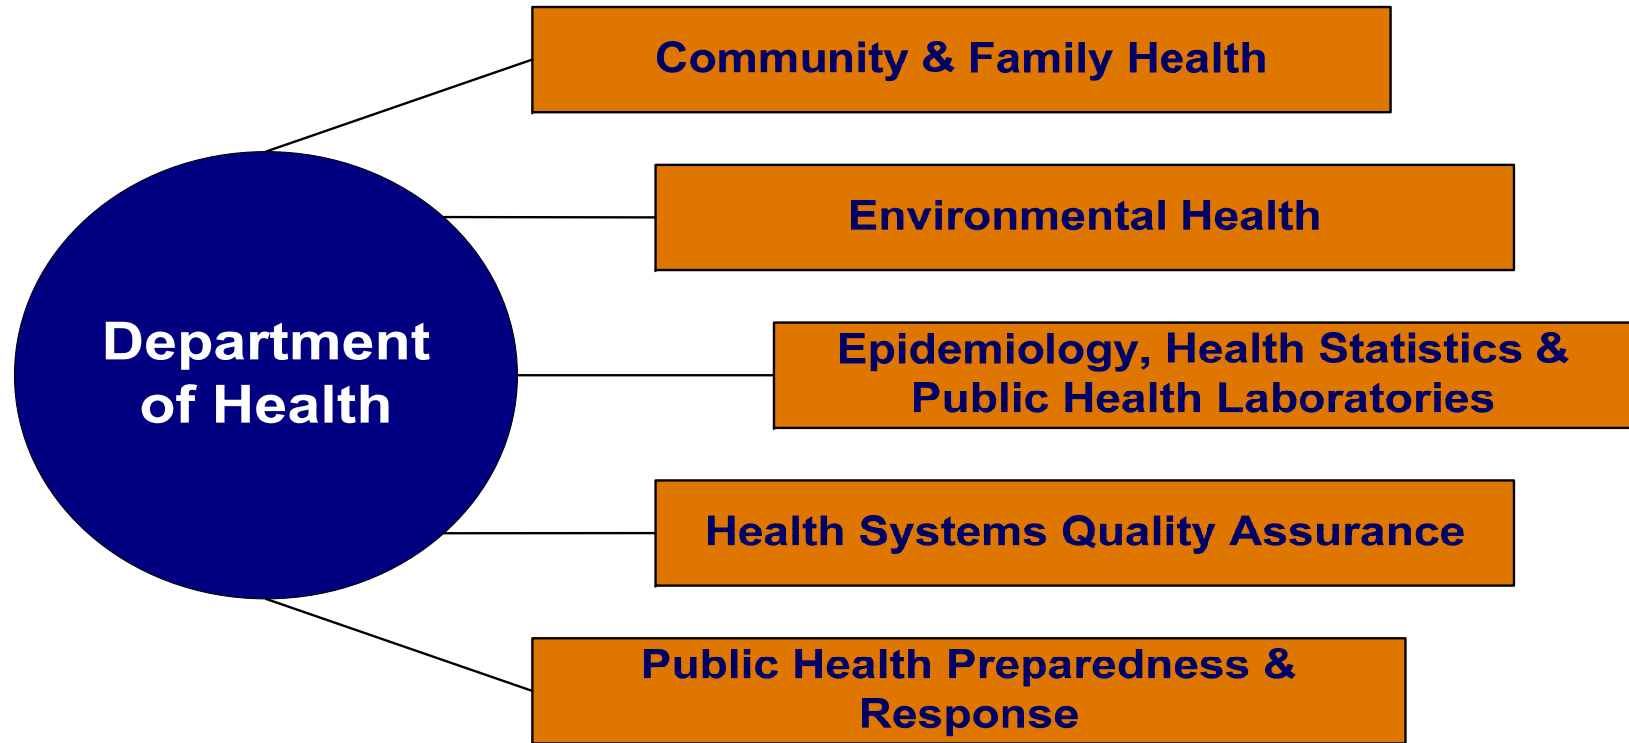 Community & Family Health
Environmental Health
Department
of Health
Epidemiology, Health Statistics &
Public Health Laboratories
Health Systems Quality Assurance
Public Health Preparedness &
Response